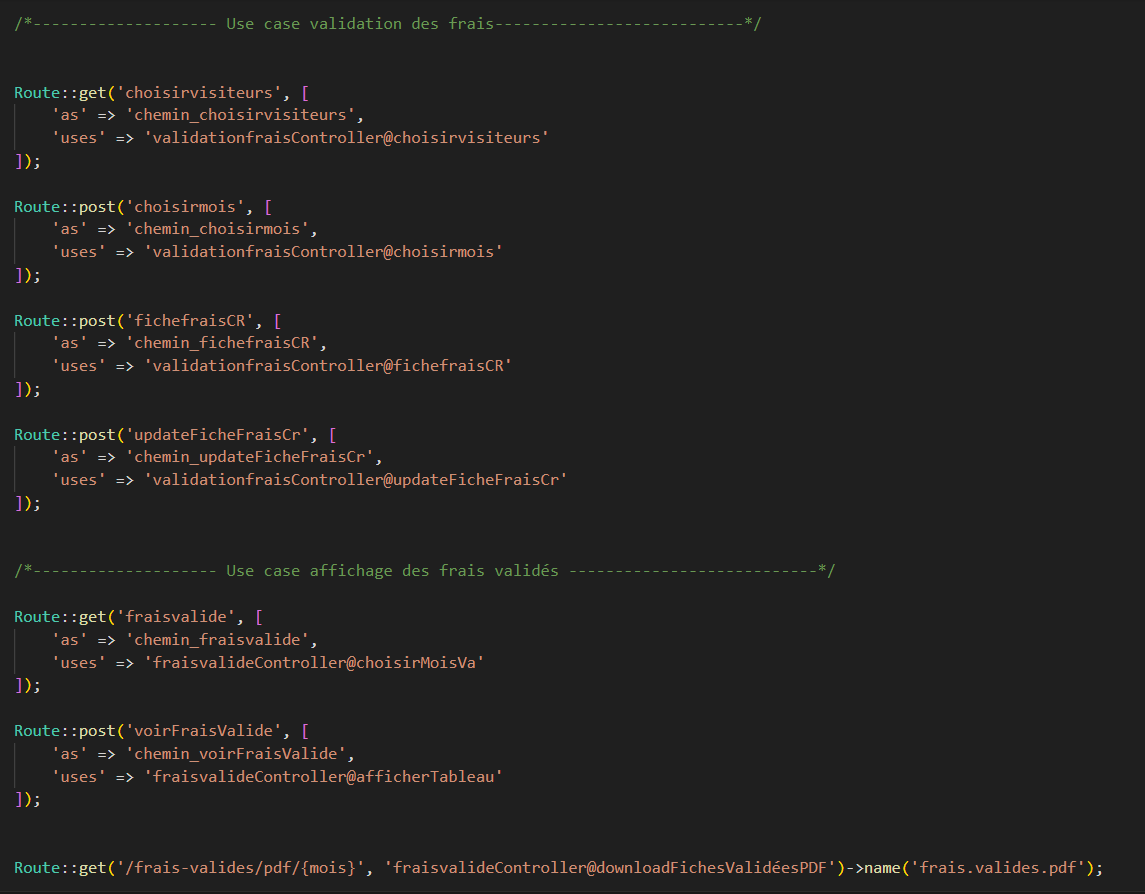 /*-------------------- Use case validation des frais---------------------------*/
Route::get('choisirvisiteurs', [
'as' => 'chemin_choisirvisiteurs',
'uses' => 'validationfraisController@choisirvisiteurs'
]);
Route::post('choisirmois', [
'as' => 'chemin_choisirmois',
'uses' => 'validationfraisController@choisirmois'
]);
Route::post('fichefraisCR', [
'as' => 'chemin_fichefraisCR',
'uses' => 'validationfraisController@fichefraisCR'
]);
Route::post('updateFicheFraisCr', [
'as' => 'chemin_updateFicheFraisCr',
'uses' => 'validationfraisController@updateFicheFraisCr'
]);
/*-------------------- Use case affichage des frais validés ---------------------------*/
Route::get('fraisvalide', [
'as' => 'chemin_fraisvalide',
'uses' => 'fraisvalideController@choisirMoisVa'
]);
Route::post('voirFraisValide', [
'as' => 'chemin_voirFraisValide',
'uses' => 'fraisvalideController@afficherTableau'
]);
Route::get('/frais-valides/pdf/{mois}', 'fraisvalideController@downloadFichesValidéesPDF')->name('frais.valides.pdf');